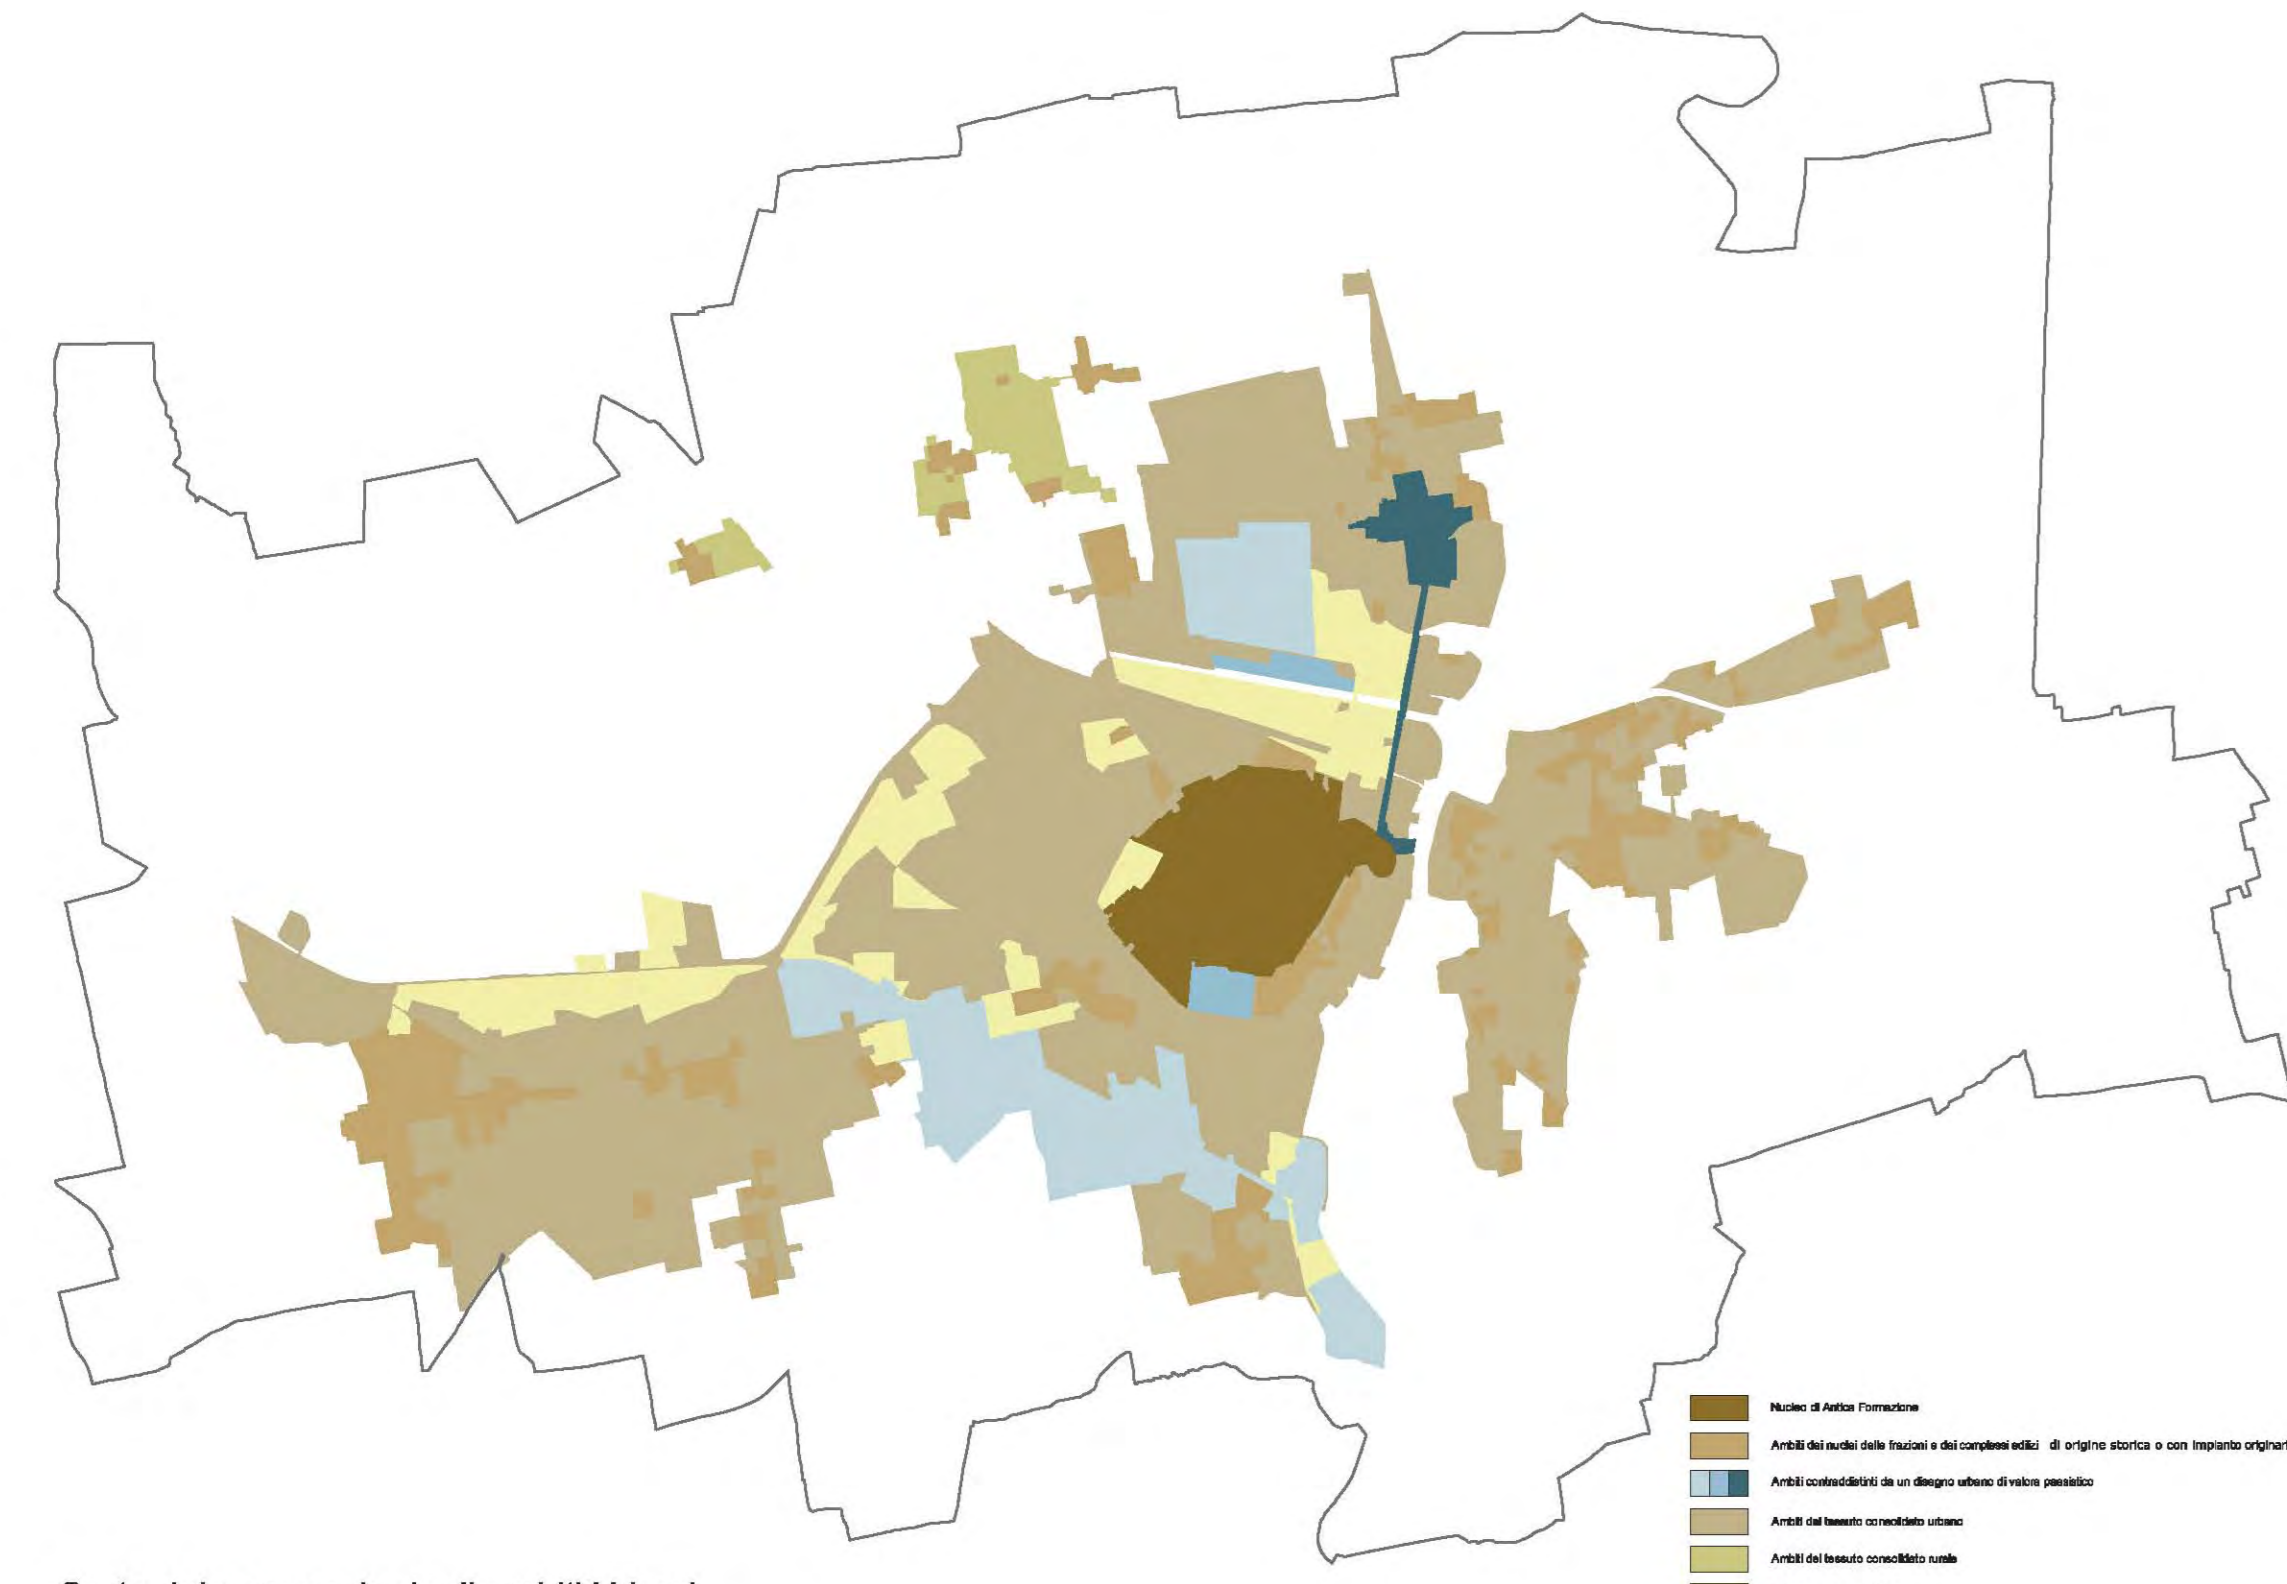 Nucleo di Antica Formazione
Ambiti dei nuclei delle frazioni e dei complessi edilizi di origine storica o con impianto originar
Ambiti contraddistinti da un disegno urbano di valore paesistico
Ambiti del tessuto consolidato urbano
Ambiti del tessuto consolidato rurale